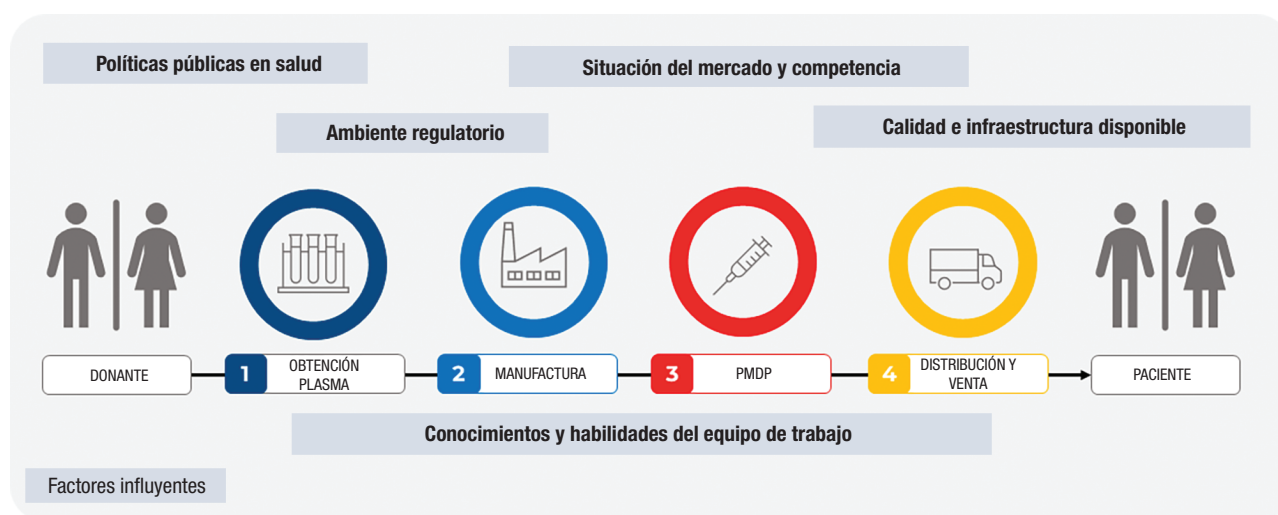 Políticas públicas en salud
Situación del mercado y competencia
Ambiente regulatorio
Calidad e infraestructura disponible
DONANTE
1
OBTENCIÓN
PLASMA
2
MANUFACTURA
3
PMDP
4
DISTRIBUCIÓN Y
VENTA
PACIENTE
Conocimientos y habilidades del equipo de trabajo
Factores influyentes